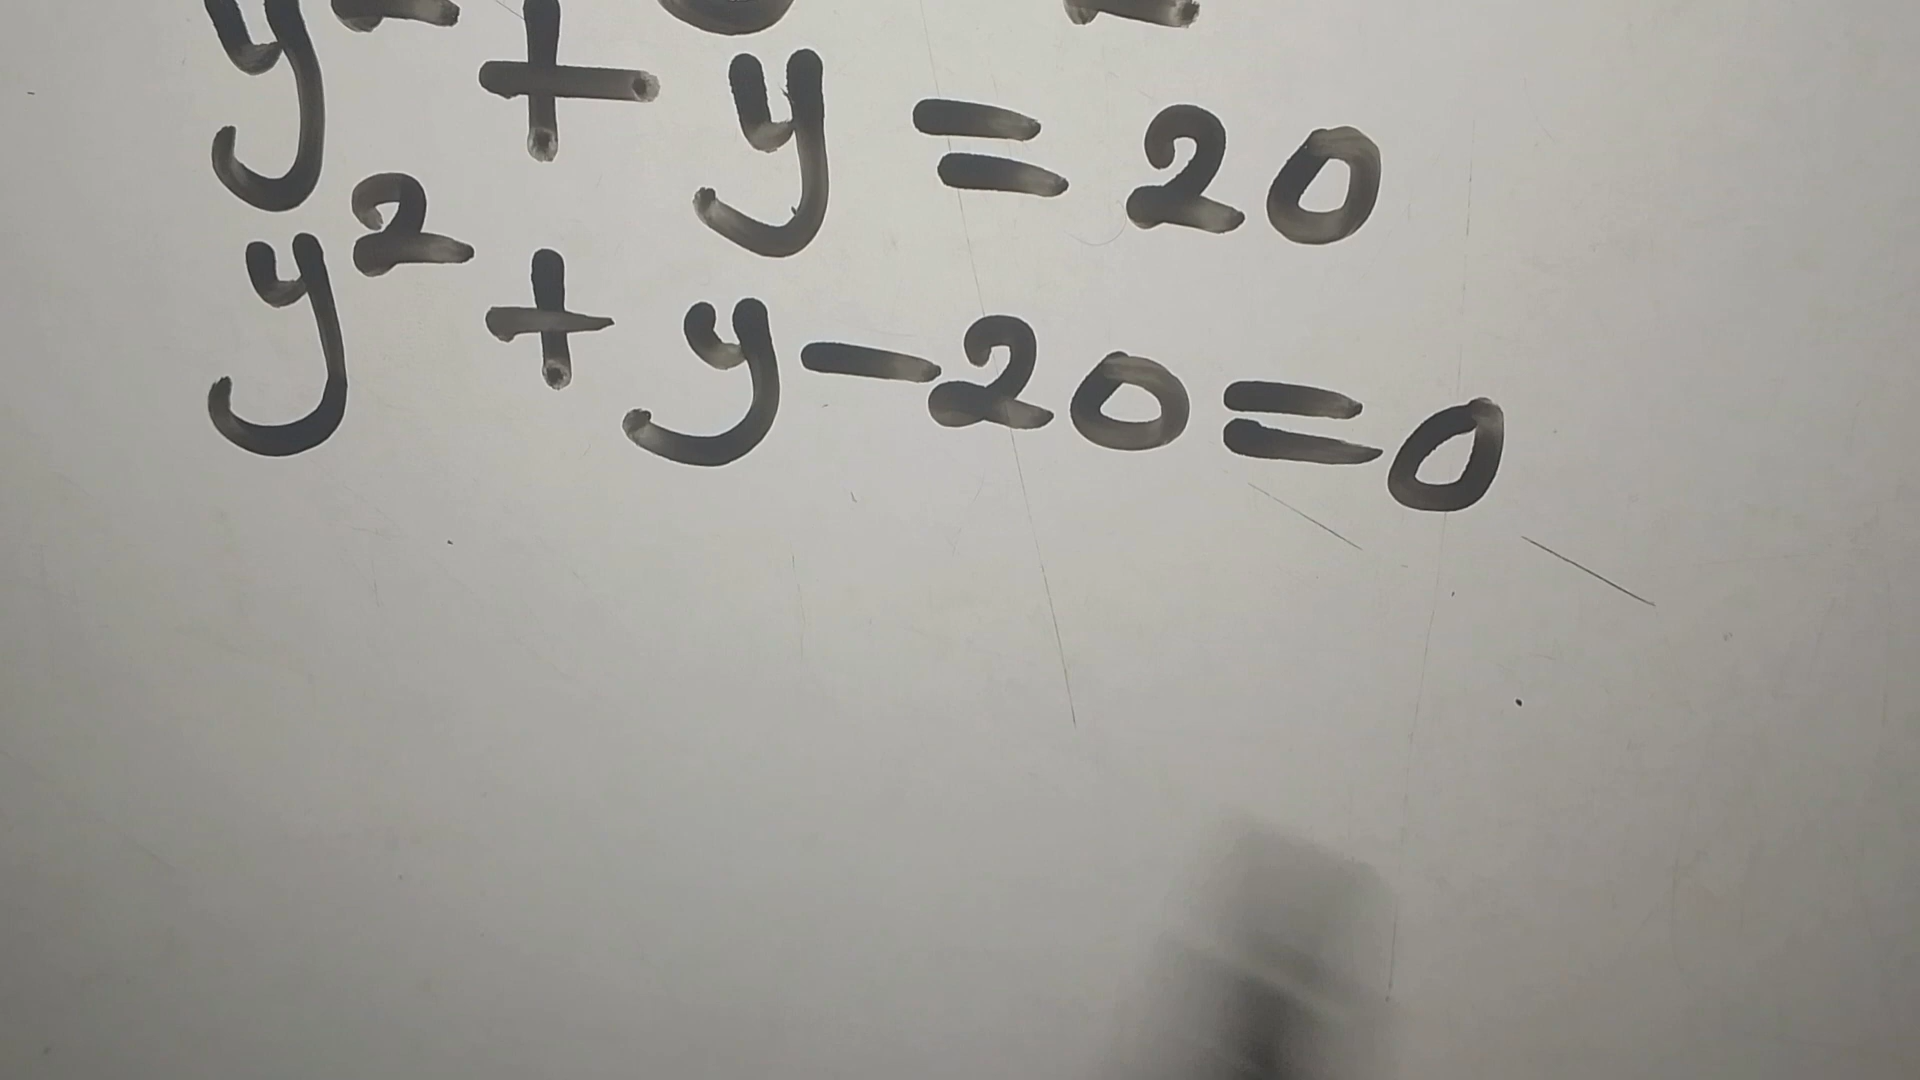 y² + y = 20
y² + y - 20 = 0